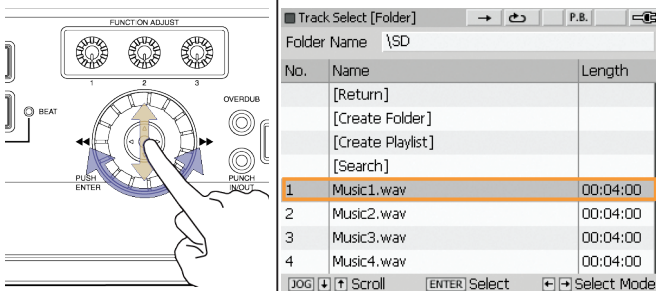 FUNCTION ADJUST
1 2 3
BEAT
OVERDUB
PUSH
ENTER
PUNCH
IN/OUT
Track Select [Folder] P.B.
Folder Name \SD
No. Name Length
[Return]
[Create Folder]
[Create Playlist]
[Search]
1 Music1.wav 00:04:00
2 Music2.wav 00:04:00
3 Music3.wav 00:04:00
4 Music4.wav 00:04:00
JOG Scroll ENTER Select Select Mode